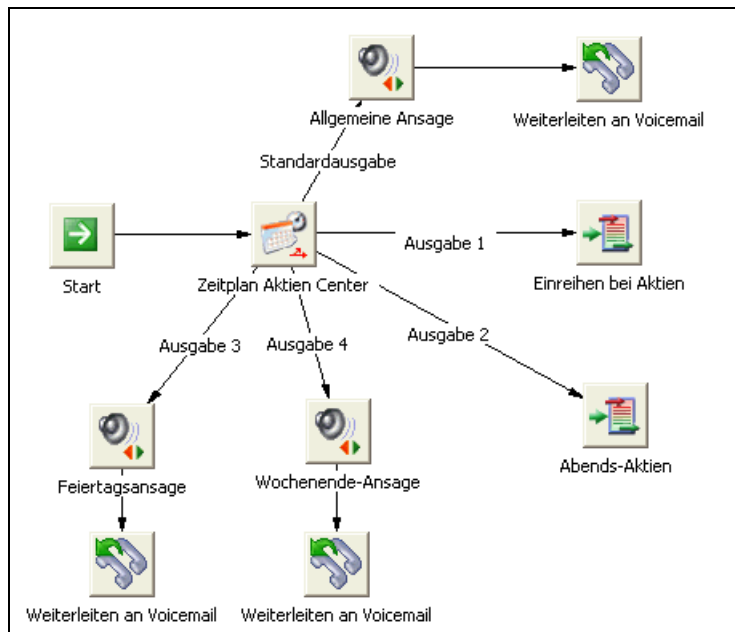 Allgemeine Ansage
Weiterleiten an Voicemail
Standardausgabe
Start
Zeitplan Aktien Center
Ausgabe 1
Einreihen bei Aktien
Ausgabe 3
Ausgabe 4
Ausgabe 2
Feiertagsansage
Wochenende-Ansage
Abends-Aktien
Weiterleiten an Voicemail
Weiterleiten an Voicemail